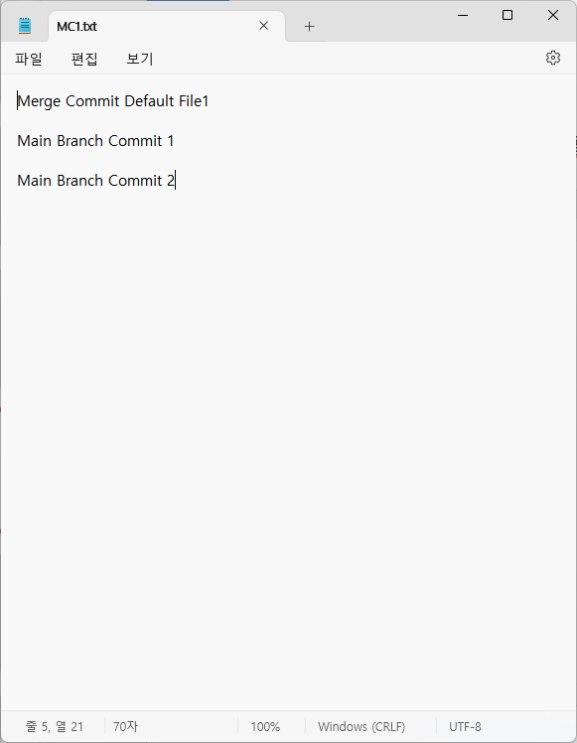 MC1.txt
파일 편집 보기
Merge Commit Default File1
Main Branch Commit 1
Main Branch Commit 2
줄 5, 열 21 70자 100% Windows (CRLF) UTF-8